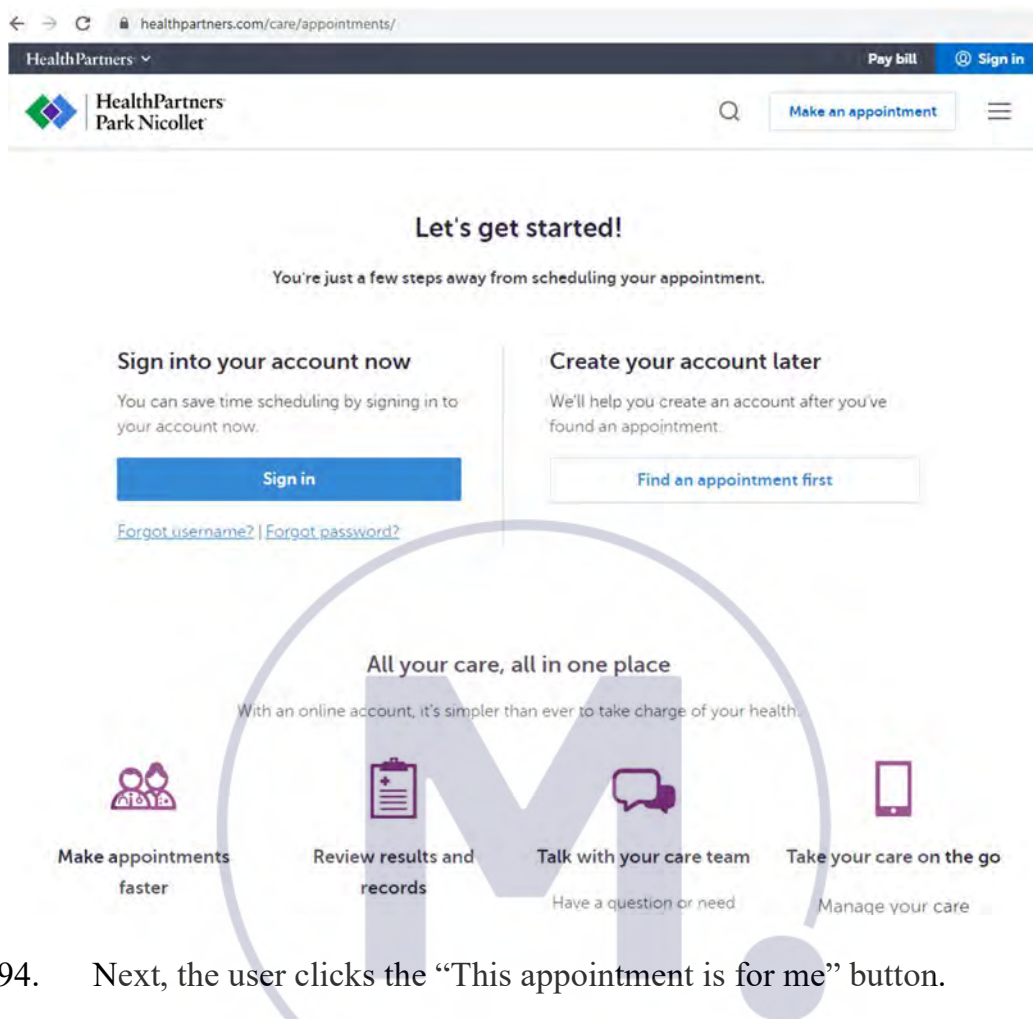 healthpartners.com/care/appointments/
HealthPartners Pay bill Sign in
HealthPartners
Park Nicollet
Make an appointment
Let's get started!
You're just a few steps away from scheduling your appointment.
Sign into your account now
You can save time scheduling by signing in to
your account now.
Sign in
Forgot username? | Forgot password?
Create your account later
We'll help you create an account after you've
found an appointment.
Find an appointment first
All your care, all in one place
With an online account, it's simpler than ever to take charge of your health.
Make appointments
faster
Review results and
records
Talk with your care team
Have a question or need
Take your care on the go
Manage your care
M.
94. Next, the user clicks the “This appointment is for me” button.